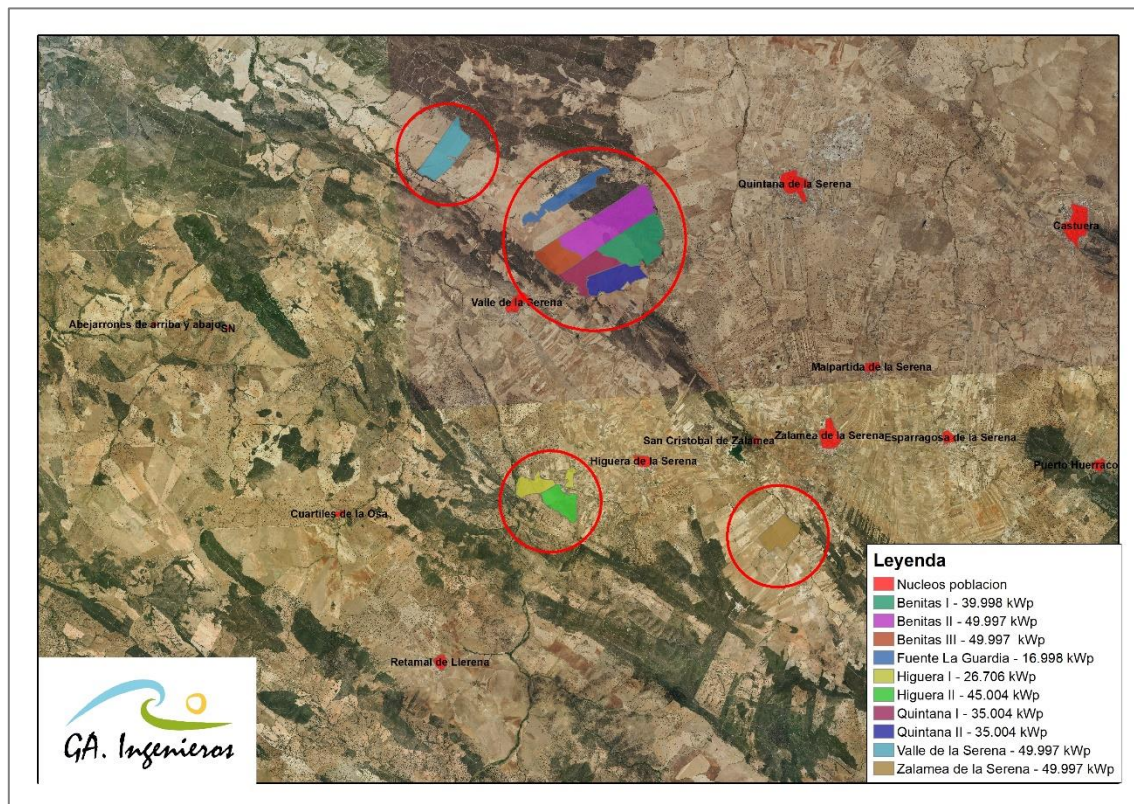 Quintana de la Serena
Castuera
Valle de la Serena
Abejarrones de arriba y abajo
SN
Malpartida de la Serena
San Cristobal de Zalamea
Zalamea de la Serena
Esparragosa de la Serena
Higuera de la Serena
Puerto Huerraco
Cuartiles de la Osa
Retamal de Llerena
Leyenda
Nucleos poblacion
Benitas I - 39.998 kWp
Benitas II - 49.997 kWp
Benitas III - 49.997 kWp
Fuente La Guardia - 16.998 kWp
Higuera I - 26.706 kWp
Higuera II - 45.004 kWp
Quintana I - 35.004 kWp
Quintana II - 35.004 kWp
Valle de la Serena - 49.997 kWp
Zalamea de la Serena - 49.997 kWp
GA. Ingenieros